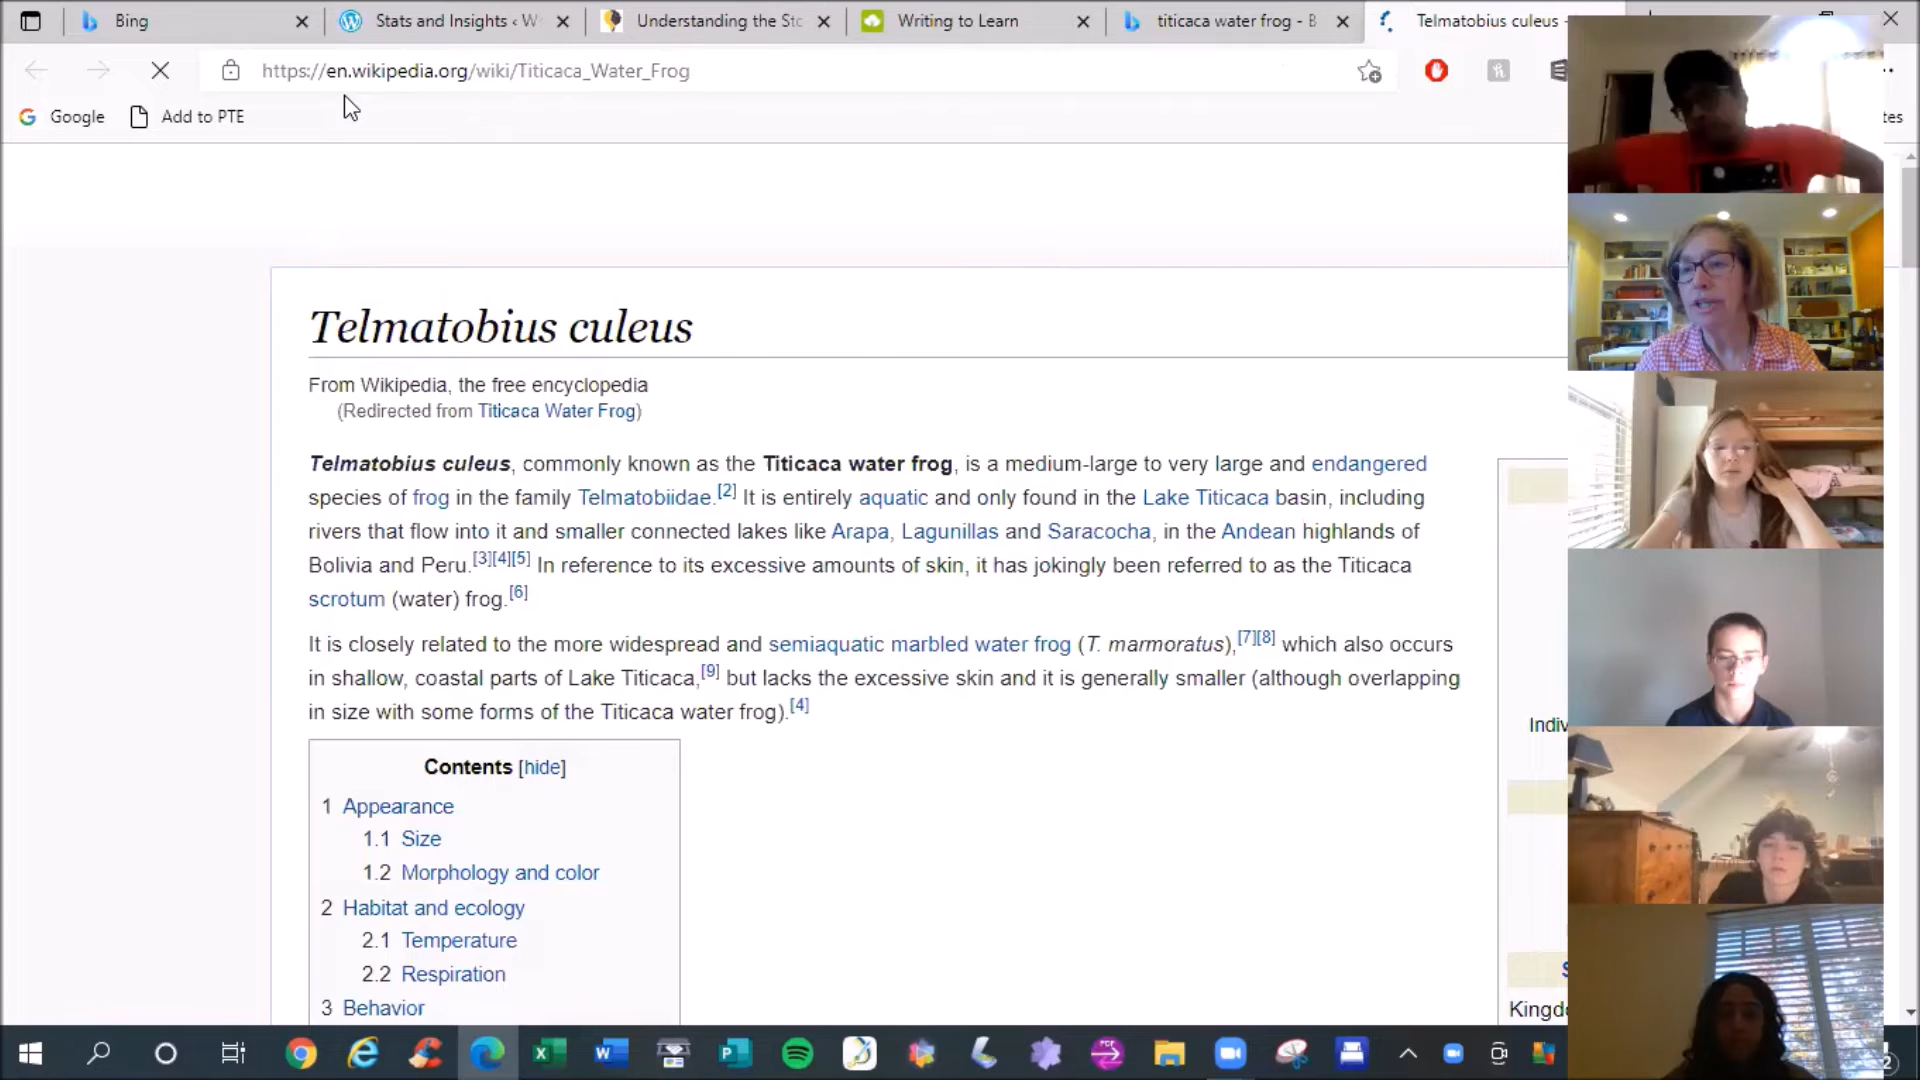 Bing
Stats and Insights ‹ W
Understanding the Sto
Writing to Learn
titicaca water frog - B
Telmatobius culeus -
https://en.wikipedia.org/wiki/Titicaca_Water_Frog
Google
Add to PTE
tes
Telmatobius culeus
From Wikipedia, the free encyclopedia
(Redirected from Titicaca Water Frog)
Telmatobius culeus, commonly known as the Titicaca water frog, is a medium-large to very large and endangered
species of frog in the family Telmatobiidae.[2] It is entirely aquatic and only found in the Lake Titicaca basin, including
rivers that flow into it and smaller connected lakes like Arapa, Lagunillas and Saracocha, in the Andean highlands of
Bolivia and Peru.[3][4][5] In reference to its excessive amounts of skin, it has jokingly been referred to as the Titicaca
scrotum (water) frog.[6]
It is closely related to the more widespread and semiaquatic marbled water frog (T. marmoratus),[7][8] which also occurs
in shallow, coastal parts of Lake Titicaca,[9] but lacks the excessive skin and it is generally smaller (although overlapping
in size with some forms of the Titicaca water frog).[4]
Indiv
Contents [hide]
1 Appearance
1.1 Size
1.2 Morphology and color
2 Habitat and ecology
2.1 Temperature
2.2 Respiration
3 Behavior
S
Kingdo